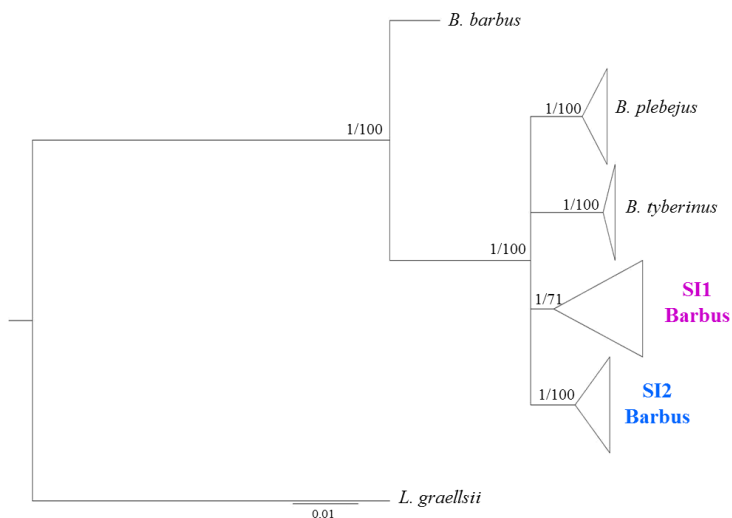 B. barbus
1/100
B. plebejus
1/100
1/100
B. tyberinus
1/100
SI1
Barbus
1/71
SI2
Barbus
1/100
L. graellsii
0.01